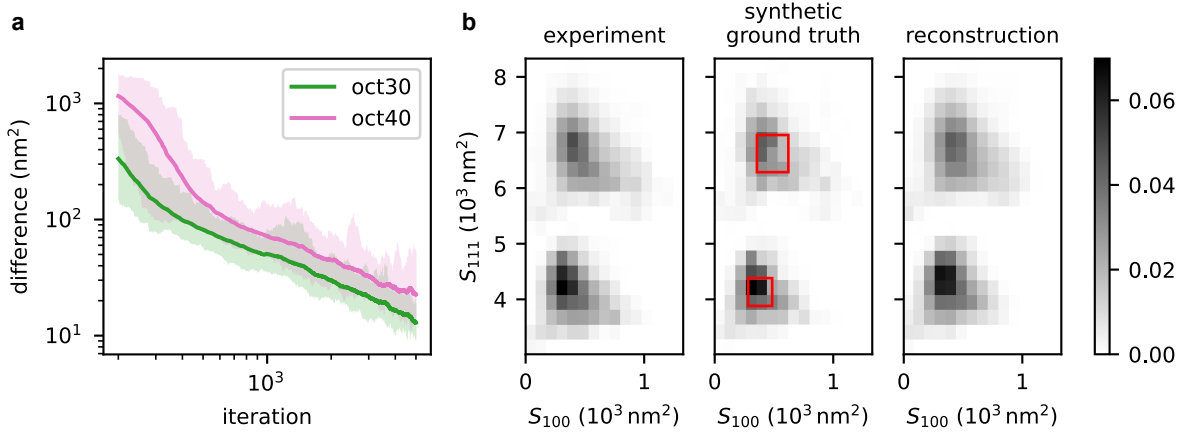 a
difference (nm²)
10³
10²
10¹
oct30
oct40
10³
iteration
b
experiment
synthetic
ground truth
reconstruction
S₁₁₁ (10³ nm²)
8
7
6
5
4
0 1
0 1
0 1
S₁₀₀ (10³ nm²)
S₁₀₀ (10³ nm²)
S₁₀₀ (10³ nm²)
0.06
0.04
0.02
0.00